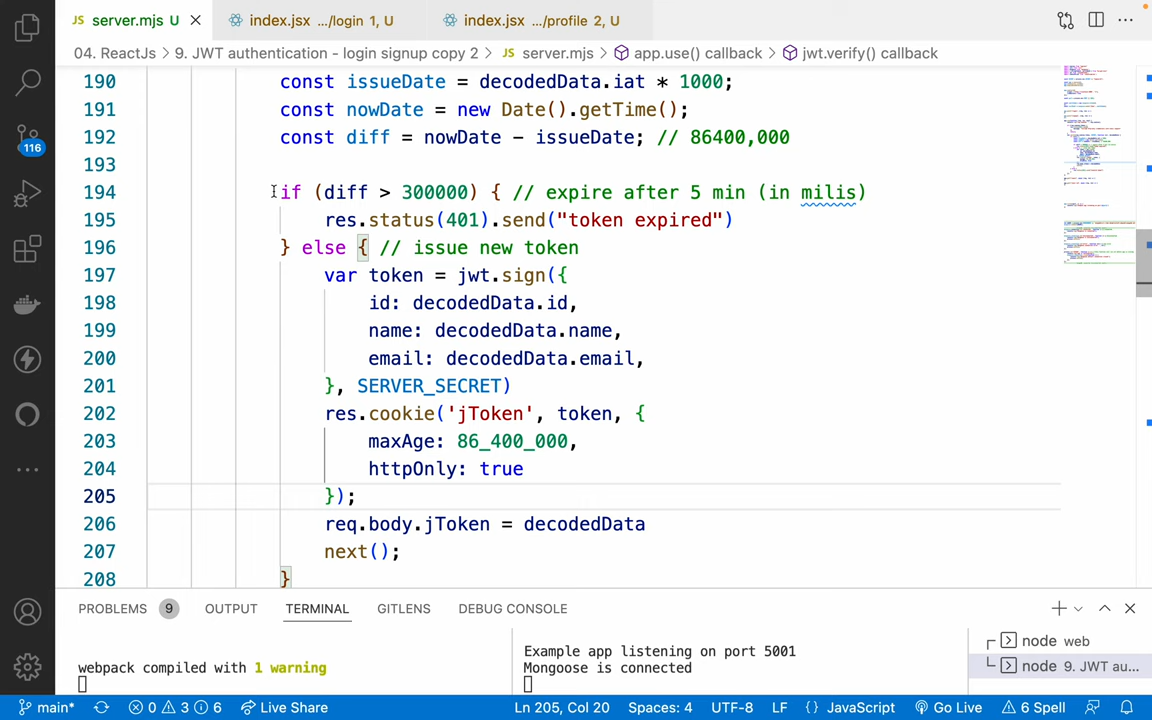 server.mjs U
index.jsx .../login 1, U
index.jsx .../profile 2, U
04. ReactJs > 9. JWT authentication - login signup copy 2 > JS server.mjs > app.use() callback > jwt.verify() callback
190 const issueDate = decodedData.iat * 1000;
191 const nowDate = new Date().getTime();
192 const diff = nowDate - issueDate; // 86400,000
193
194 if (diff > 300000) { // expire after 5 min (in milis)
195 res.status(401).send("token expired")
196 } else { // issue new token
197 var token = jwt.sign({
198 id: decodedData.id,
199 name: decodedData.name,
200 email: decodedData.email,
201 }, SERVER_SECRET)
202 res.cookie('jToken', token, {
203 maxAge: 86_400_000,
204 httpOnly: true
205 });
206 req.body.jToken = decodedData
207 next();
208 }
116
PROBLEMS 9 OUTPUT TERMINAL GITLENS DEBUG CONSOLE
webpack compiled with 1 warning
Example app listening on port 5001
Mongoose is connected
node web
node 9. JWT au...
main* 0 3 6 Live Share Ln 205, Col 20 Spaces: 4 UTF-8 LF {} JavaScript Go Live 6 Spell